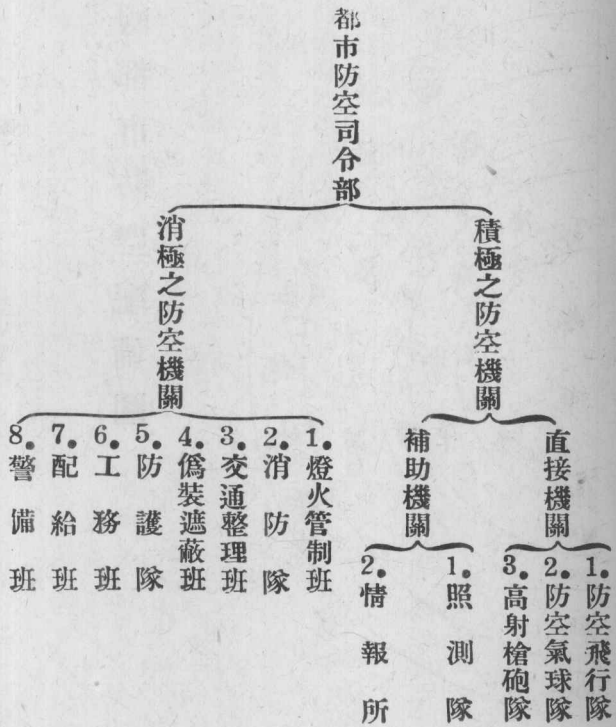 都市防空司令部
積極之防空機關
直接機關
1.防空飛行隊
2.防空氣球隊
3.高射槍砲隊
補助機關
1.照測隊
2.情報所
消極之防空機關
1.燈火管制班
2.消防隊
3.交通整理班
4.僞裝遮蔽班
5.防護隊
6.工務班
7.配給班
8.警備班